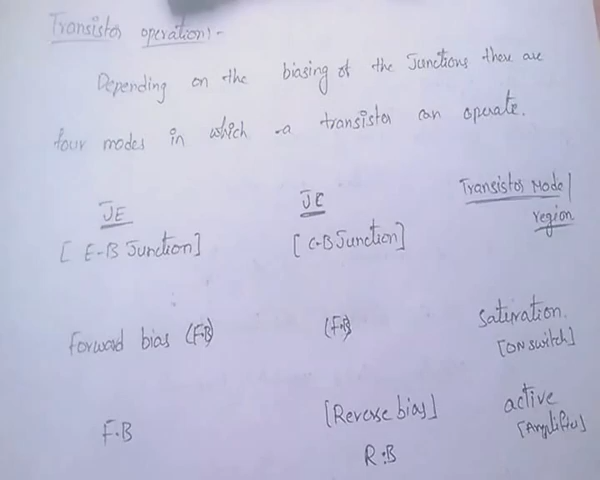 Transistor operation:-
Depending on the biasing of the Junctions there are
four modes in which a transistor can operate.
JE JC Transistor Mode/
region
[E-B Junction] [C-B Junction]
Forward bias (F.B) (F.B) Saturation.
[ON switch]
F.B [Reverse bias] active
R.B [Amplifier]